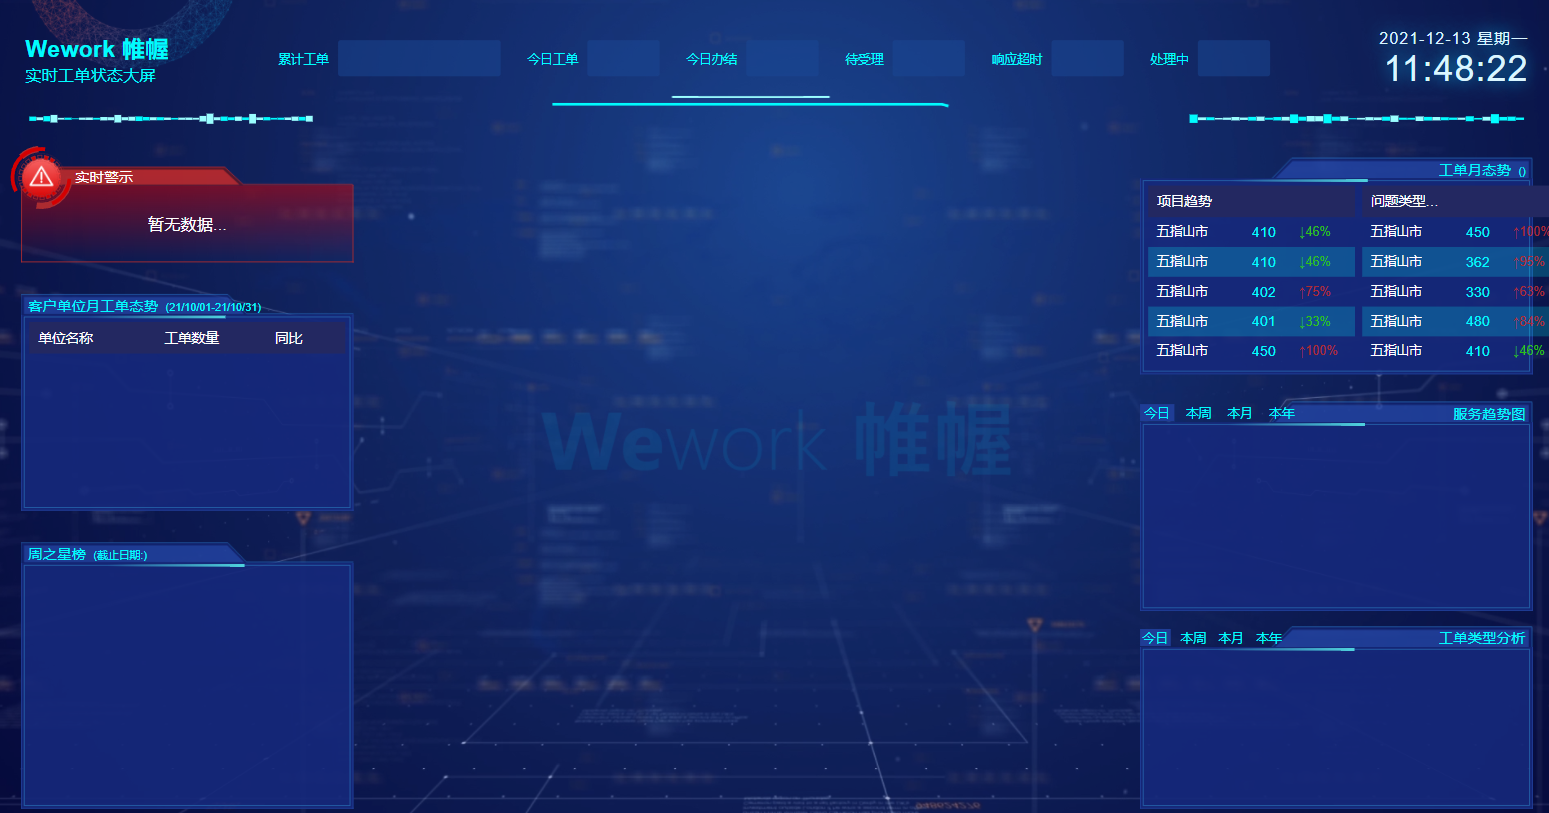 Wework 帷幄
实时工单状态大屏
累计工单 今日工单 今日办结 待受理 响应超时 处理中
2021-12-13 星期一
11:48:22
实时警示
暂无数据...
客户单位月工单态势 (21/10/01-21/10/31)
单位名称 工单数量 同比
周之星榜 (截止日期:)
Wework 帷幄
工单月态势 ()
项目趋势 问题类型...
五指山市 410 ↓46% 五指山市 450 ↑100%
五指山市 410 ↓46% 五指山市 362 ↑95%
五指山市 402 ↑75% 五指山市 330 ↑63%
五指山市 401 ↓33% 五指山市 480 ↑84%
五指山市 450 ↑100% 五指山市 410 ↓46%
今日 本周 本月 本年 服务趋势图
今日 本周 本月 本年 工单类型分析